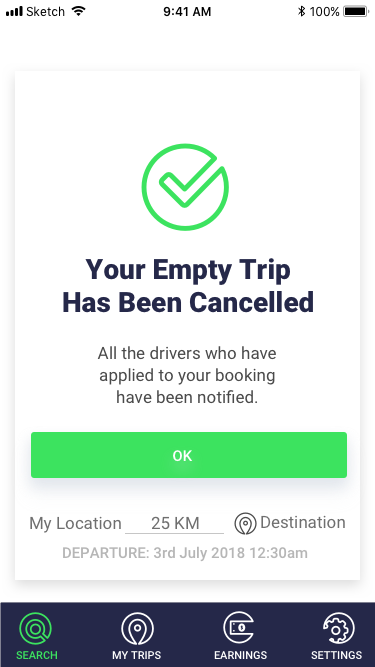 Sketch 9:41 AM 100%
Your Empty Trip
Has Been Cancelled
All the drivers who have
applied to your booking
have been notified.
OK
My Location 25 KM Destination
DEPARTURE: 3rd July 2018 12:30am
SEARCH MY TRIPS EARNINGS SETTINGS